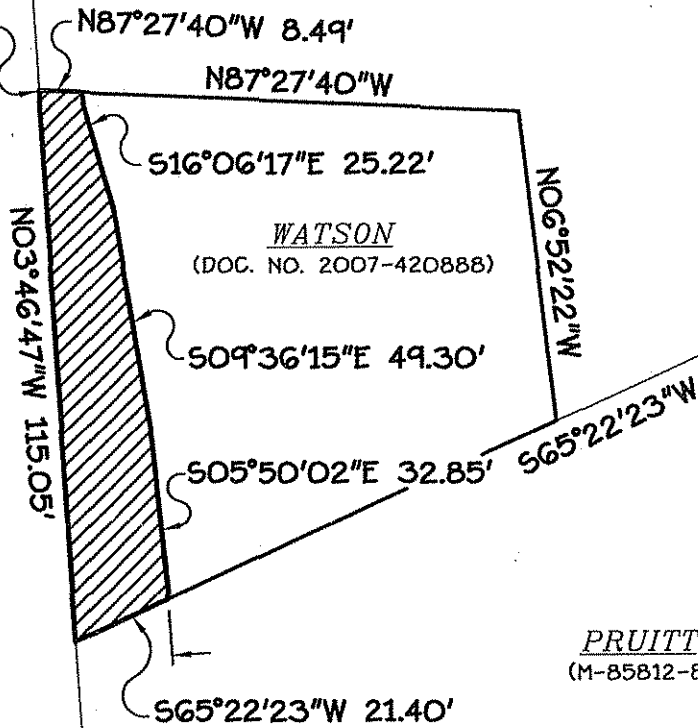 N87°27'40"W 8.49'
N87°27'40"W
S16°06'17"E 25.22'
WATSON
(DOC. NO. 2007-420888)
N06°52'22"W
N03°46'47"W 115.05'
S09°36'15"E 49.30'
S05°50'02"E 32.85'
S65°22'23"W
PRUITT
(M-85812-8
S65°22'23"W 21.40'